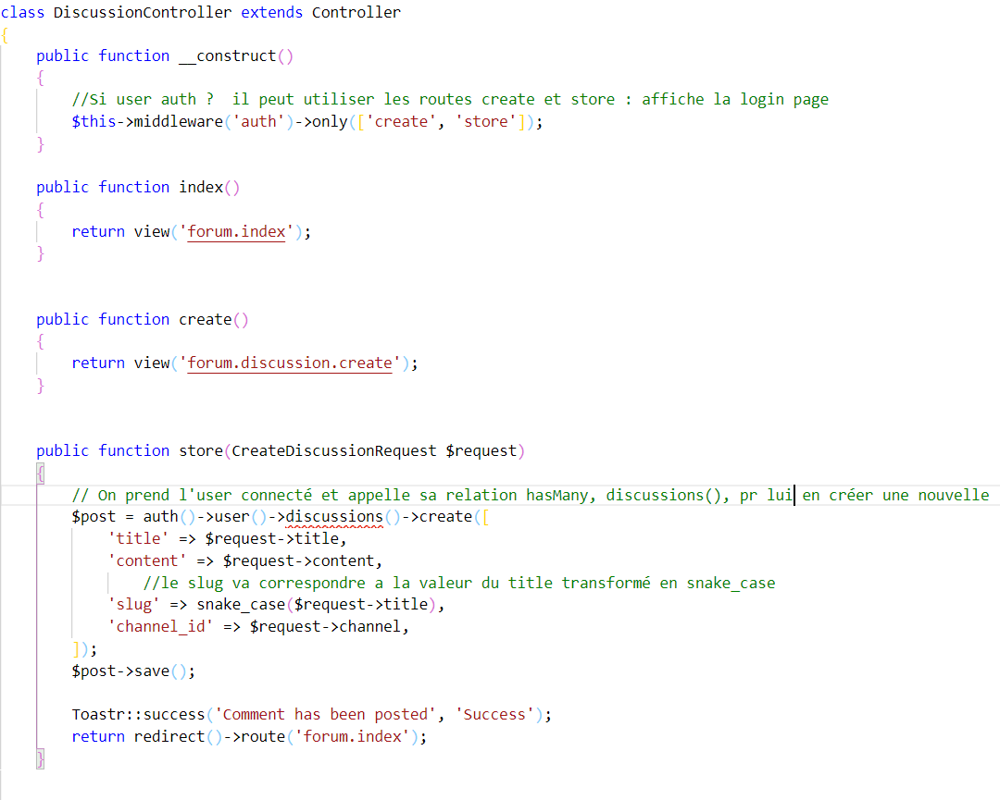 class DiscussionController extends Controller
{
    public function __construct()
    {
        //Si user auth ?  il peut utiliser les routes create et store : affiche la login page
        $this->middleware('auth')->only(['create', 'store']);
    }
    public function index()
    {
        return view('forum.index');
    }
    public function create()
    {
        return view('forum.discussion.create');
    }
    public function store(CreateDiscussionRequest $request)
    {
        // On prend l'user connecté et appelle sa relation hasMany, discussions(), pr lui en créer une nouvelle
        $post = auth()->user()->discussions()->create([
            'title' => $request->title,
            'content' => $request->content,
                //le slug va correspondre a la valeur du title transformé en snake_case
            'slug' => snake_case($request->title),
            'channel_id' => $request->channel,
        ]);
        $post->save();
        Toastr::success('Comment has been posted', 'Success');
        return redirect()->route('forum.index');
    }